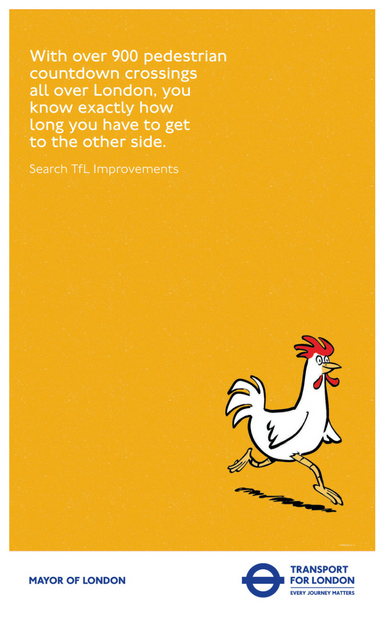 With over 900 pedestrian
countdown crossings
all over London, you
know exactly how
long you have to get
to the other side.
Search TfL Improvements
MAYOR OF LONDON
TRANSPORT
FOR LONDON
EVERY JOURNEY MATTERS